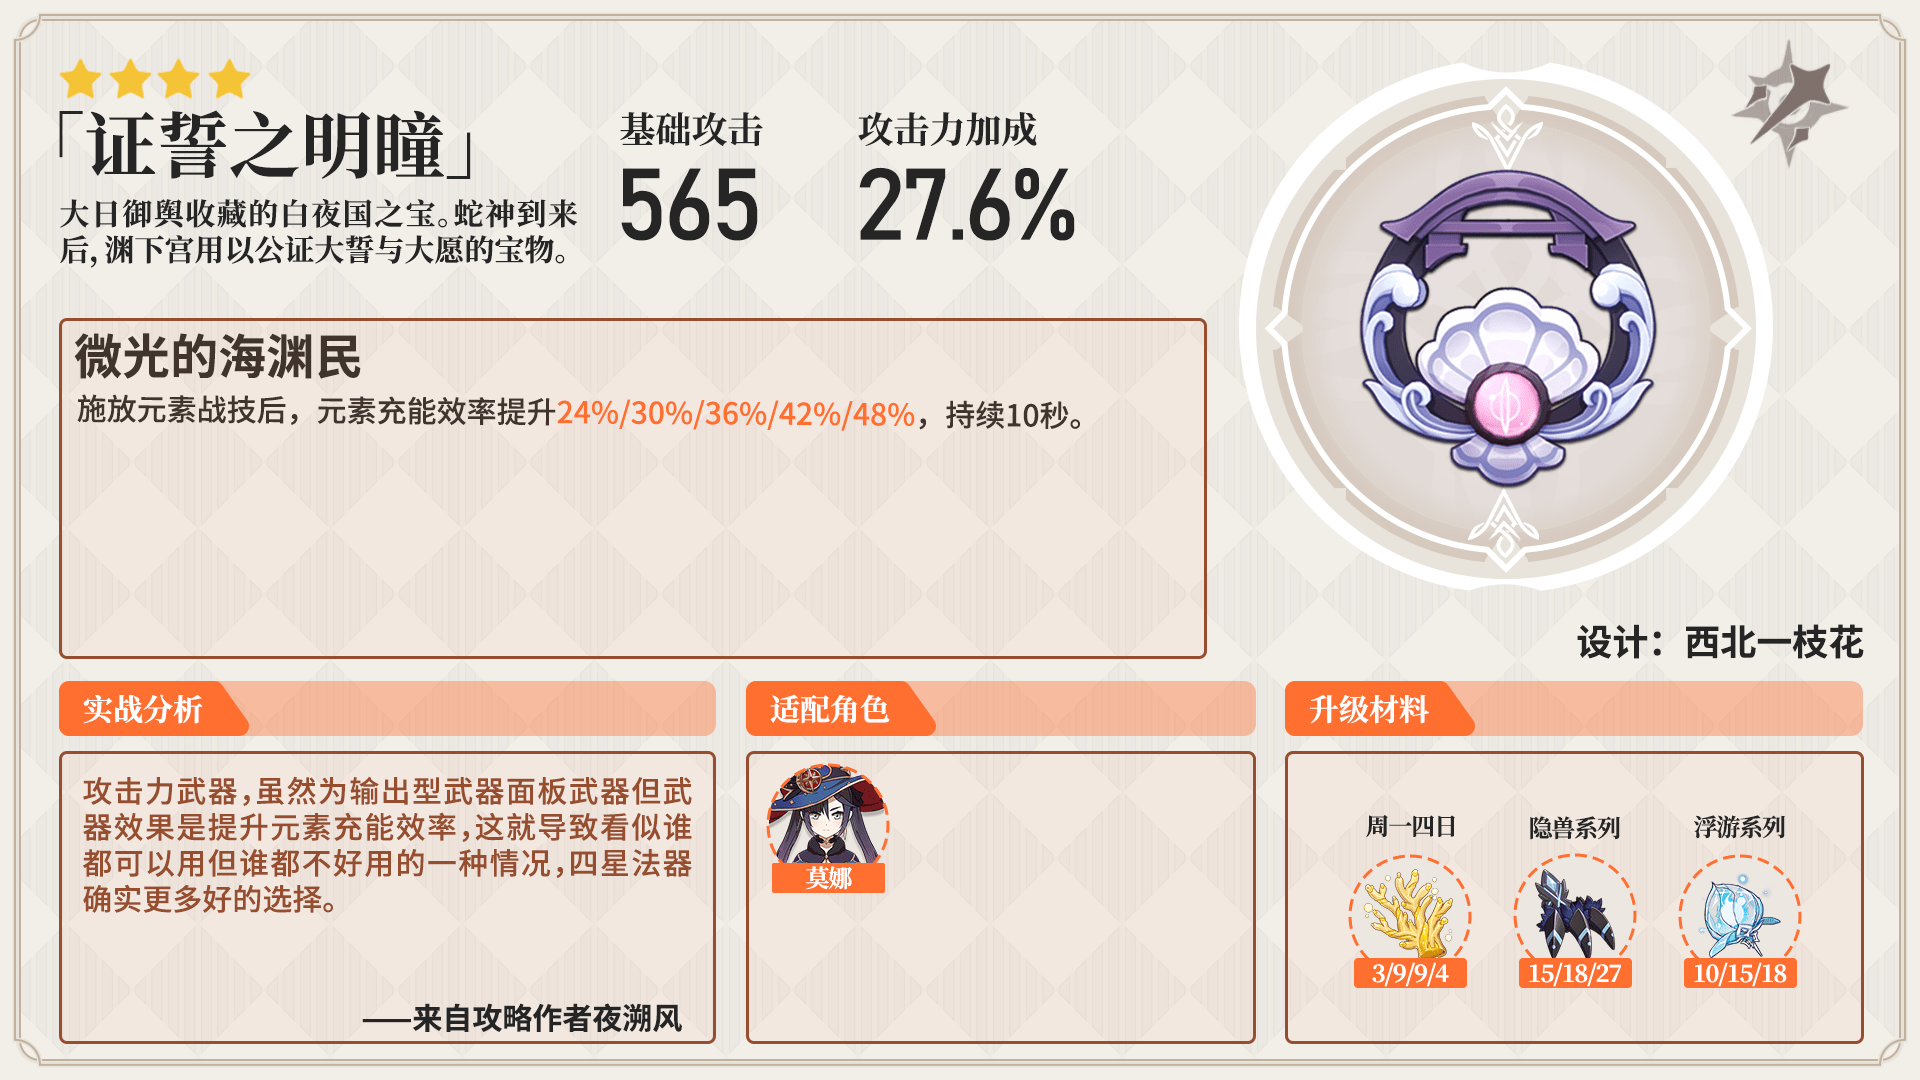 「证誓之明瞳」
大日御舆收藏的白夜国之宝。蛇神到来
后，渊下宫用以公证大誓与大愿的宝物。
基础攻击
565
攻击力加成
27.6%
微光的海渊民
施放元素战技后，元素充能效率提升24%/30%/36%/42%/48%，持续10秒。
设计：西北一枝花
实战分析
攻击力武器，虽然为输出型武器面板武器但武
器效果是提升元素充能效率，这就导致看似谁
都可以用但谁都不好用的一种情况，四星法器
确实更多好的选择。
——来自攻略作者夜溯风
适配角色
莫娜
升级材料
周一四日
3/9/9/4
隐兽系列
15/18/27
浮游系列
10/15/18